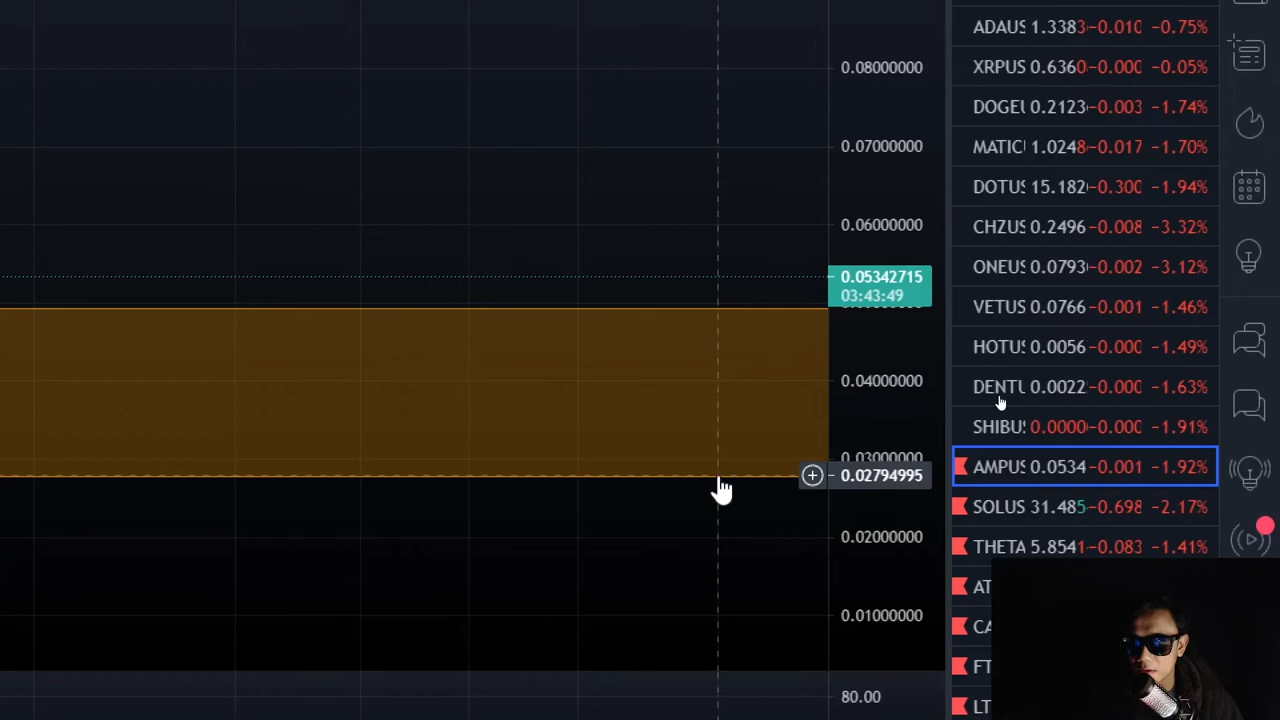 0.08000000
0.07000000
0.06000000
0.05342715
03:43:49
0.04000000
0.03000000
0.02794995
0.02000000
0.01000000
80.00
ADAUS 1.3383 -0.010 -0.75%
XRPUS 0.6360 -0.000 -0.05%
DOGEU 0.2123 -0.003 -1.74%
MATIC 1.0248 -0.017 -1.70%
DOTUS 15.182 -0.300 -1.94%
CHZUS 0.2496 -0.008 -3.32%
ONEUS 0.0793 -0.002 -3.12%
VETUS 0.0766 -0.001 -1.46%
HOTUS 0.0056 -0.000 -1.49%
DENTU 0.0022 -0.000 -1.63%
SHIBUS 0.0000 -0.000 -1.91%
AMPUS 0.0534 -0.001 -1.92%
SOLUS 31.485 -0.698 -2.17%
THETA 5.8541 -0.083 -1.41%
AT
CA
FT
LT